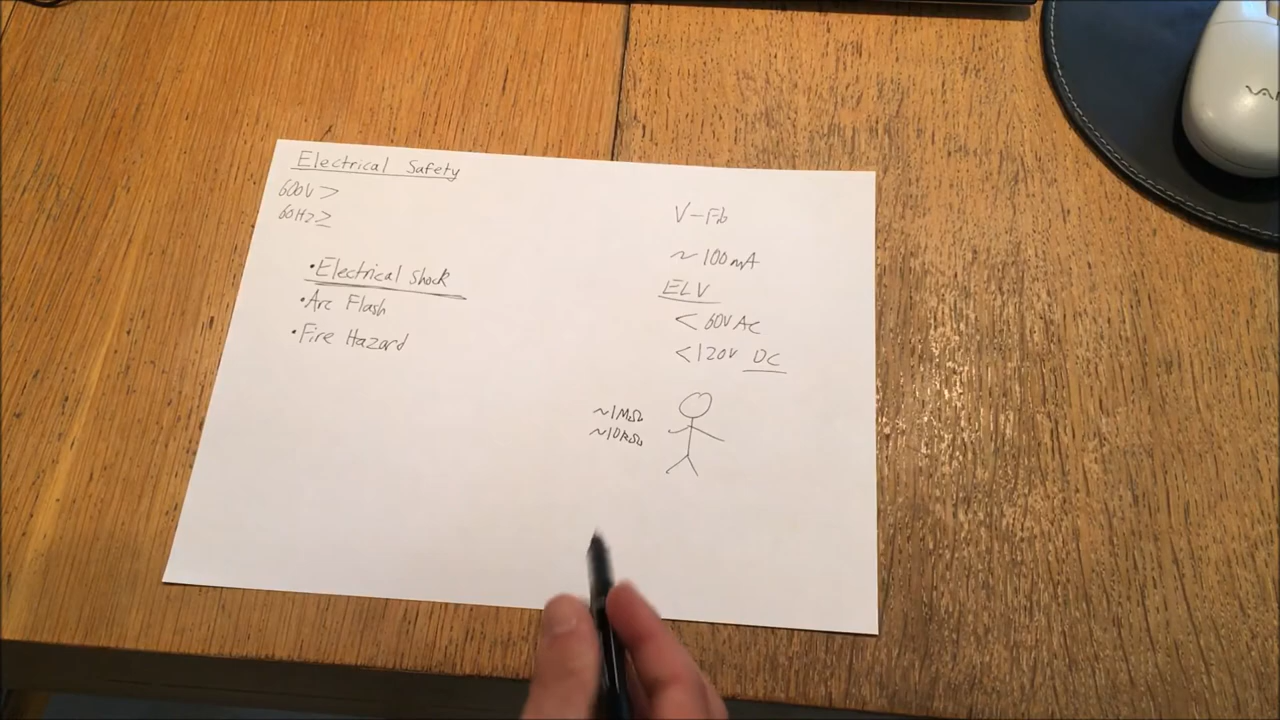 Electrical Safety
600V >
60Hz ≥
• Electrical Shock
• Arc Flash
• Fire Hazard
V-Fib
~100mA
ELV
< 60V AC
<120V DC
~1MΩ
~10kΩ